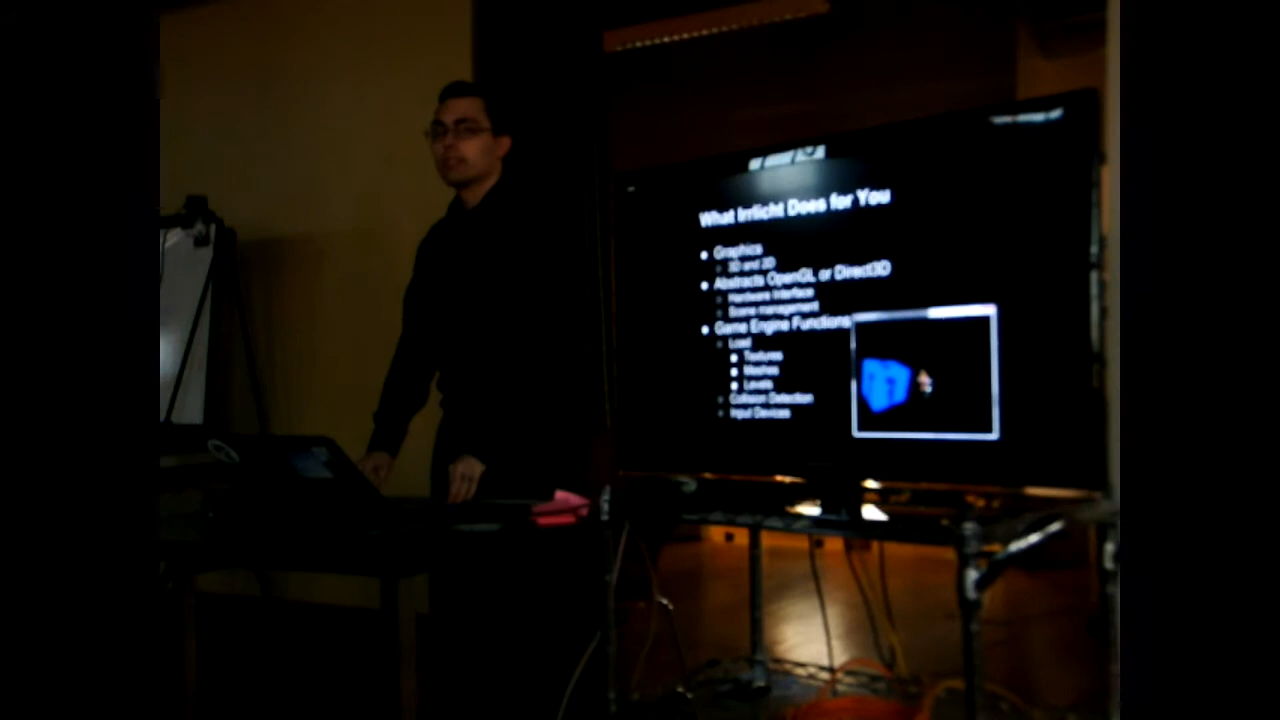 What Irrlicht Does for You
Graphics
3D and 2D
Abstracts OpenGL or Direct3D
Hardware Interface
Scene management
Game Engine Functions
Load
Textures
Meshes
Levels
Collision Detection
Input Devices